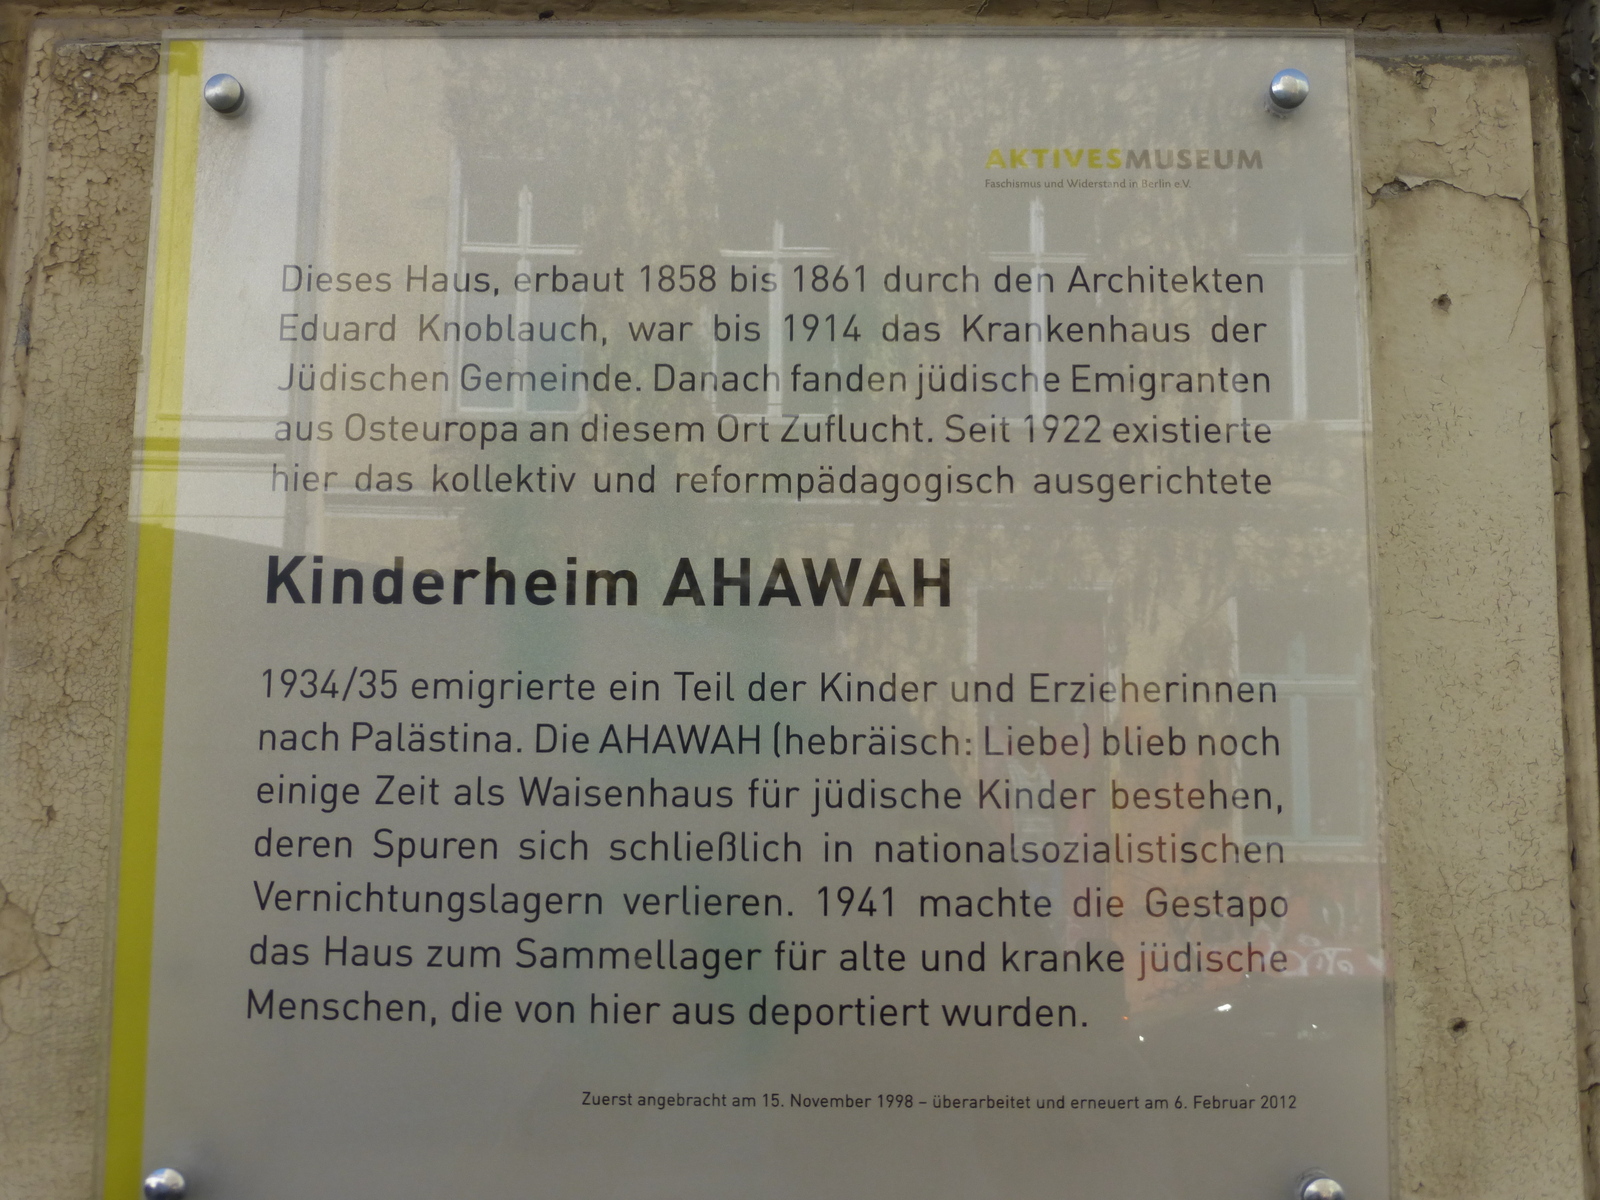 AKTIVESMUSEUM
Faschismus und Widerstand in Berlin e.V.
Dieses Haus, erbaut 1858 bis 1861 durch den Architekten
Eduard Knoblauch, war bis 1914 das Krankenhaus der
Jüdischen Gemeinde. Danach fanden jüdische Emigranten
aus Osteuropa an diesem Ort Zuflucht. Seit 1922 existierte
hier das kollektiv und reformpädagogisch ausgerichtete
Kinderheim AHAWAH
1934/35 emigrierte ein Teil der Kinder und Erzieherinnen
nach Palästina. Die AHAWAH (hebräisch: Liebe) blieb noch
einige Zeit als Waisenhaus für jüdische Kinder bestehen,
deren Spuren sich schließlich in nationalsozialistischen
Vernichtungslagern verlieren. 1941 machte die Gestapo
das Haus zum Sammellager für alte und kranke jüdische
Menschen, die von hier aus deportiert wurden.
Zuerst angebracht am 15. November 1998 – überarbeitet und erneuert am 6. Februar 2012